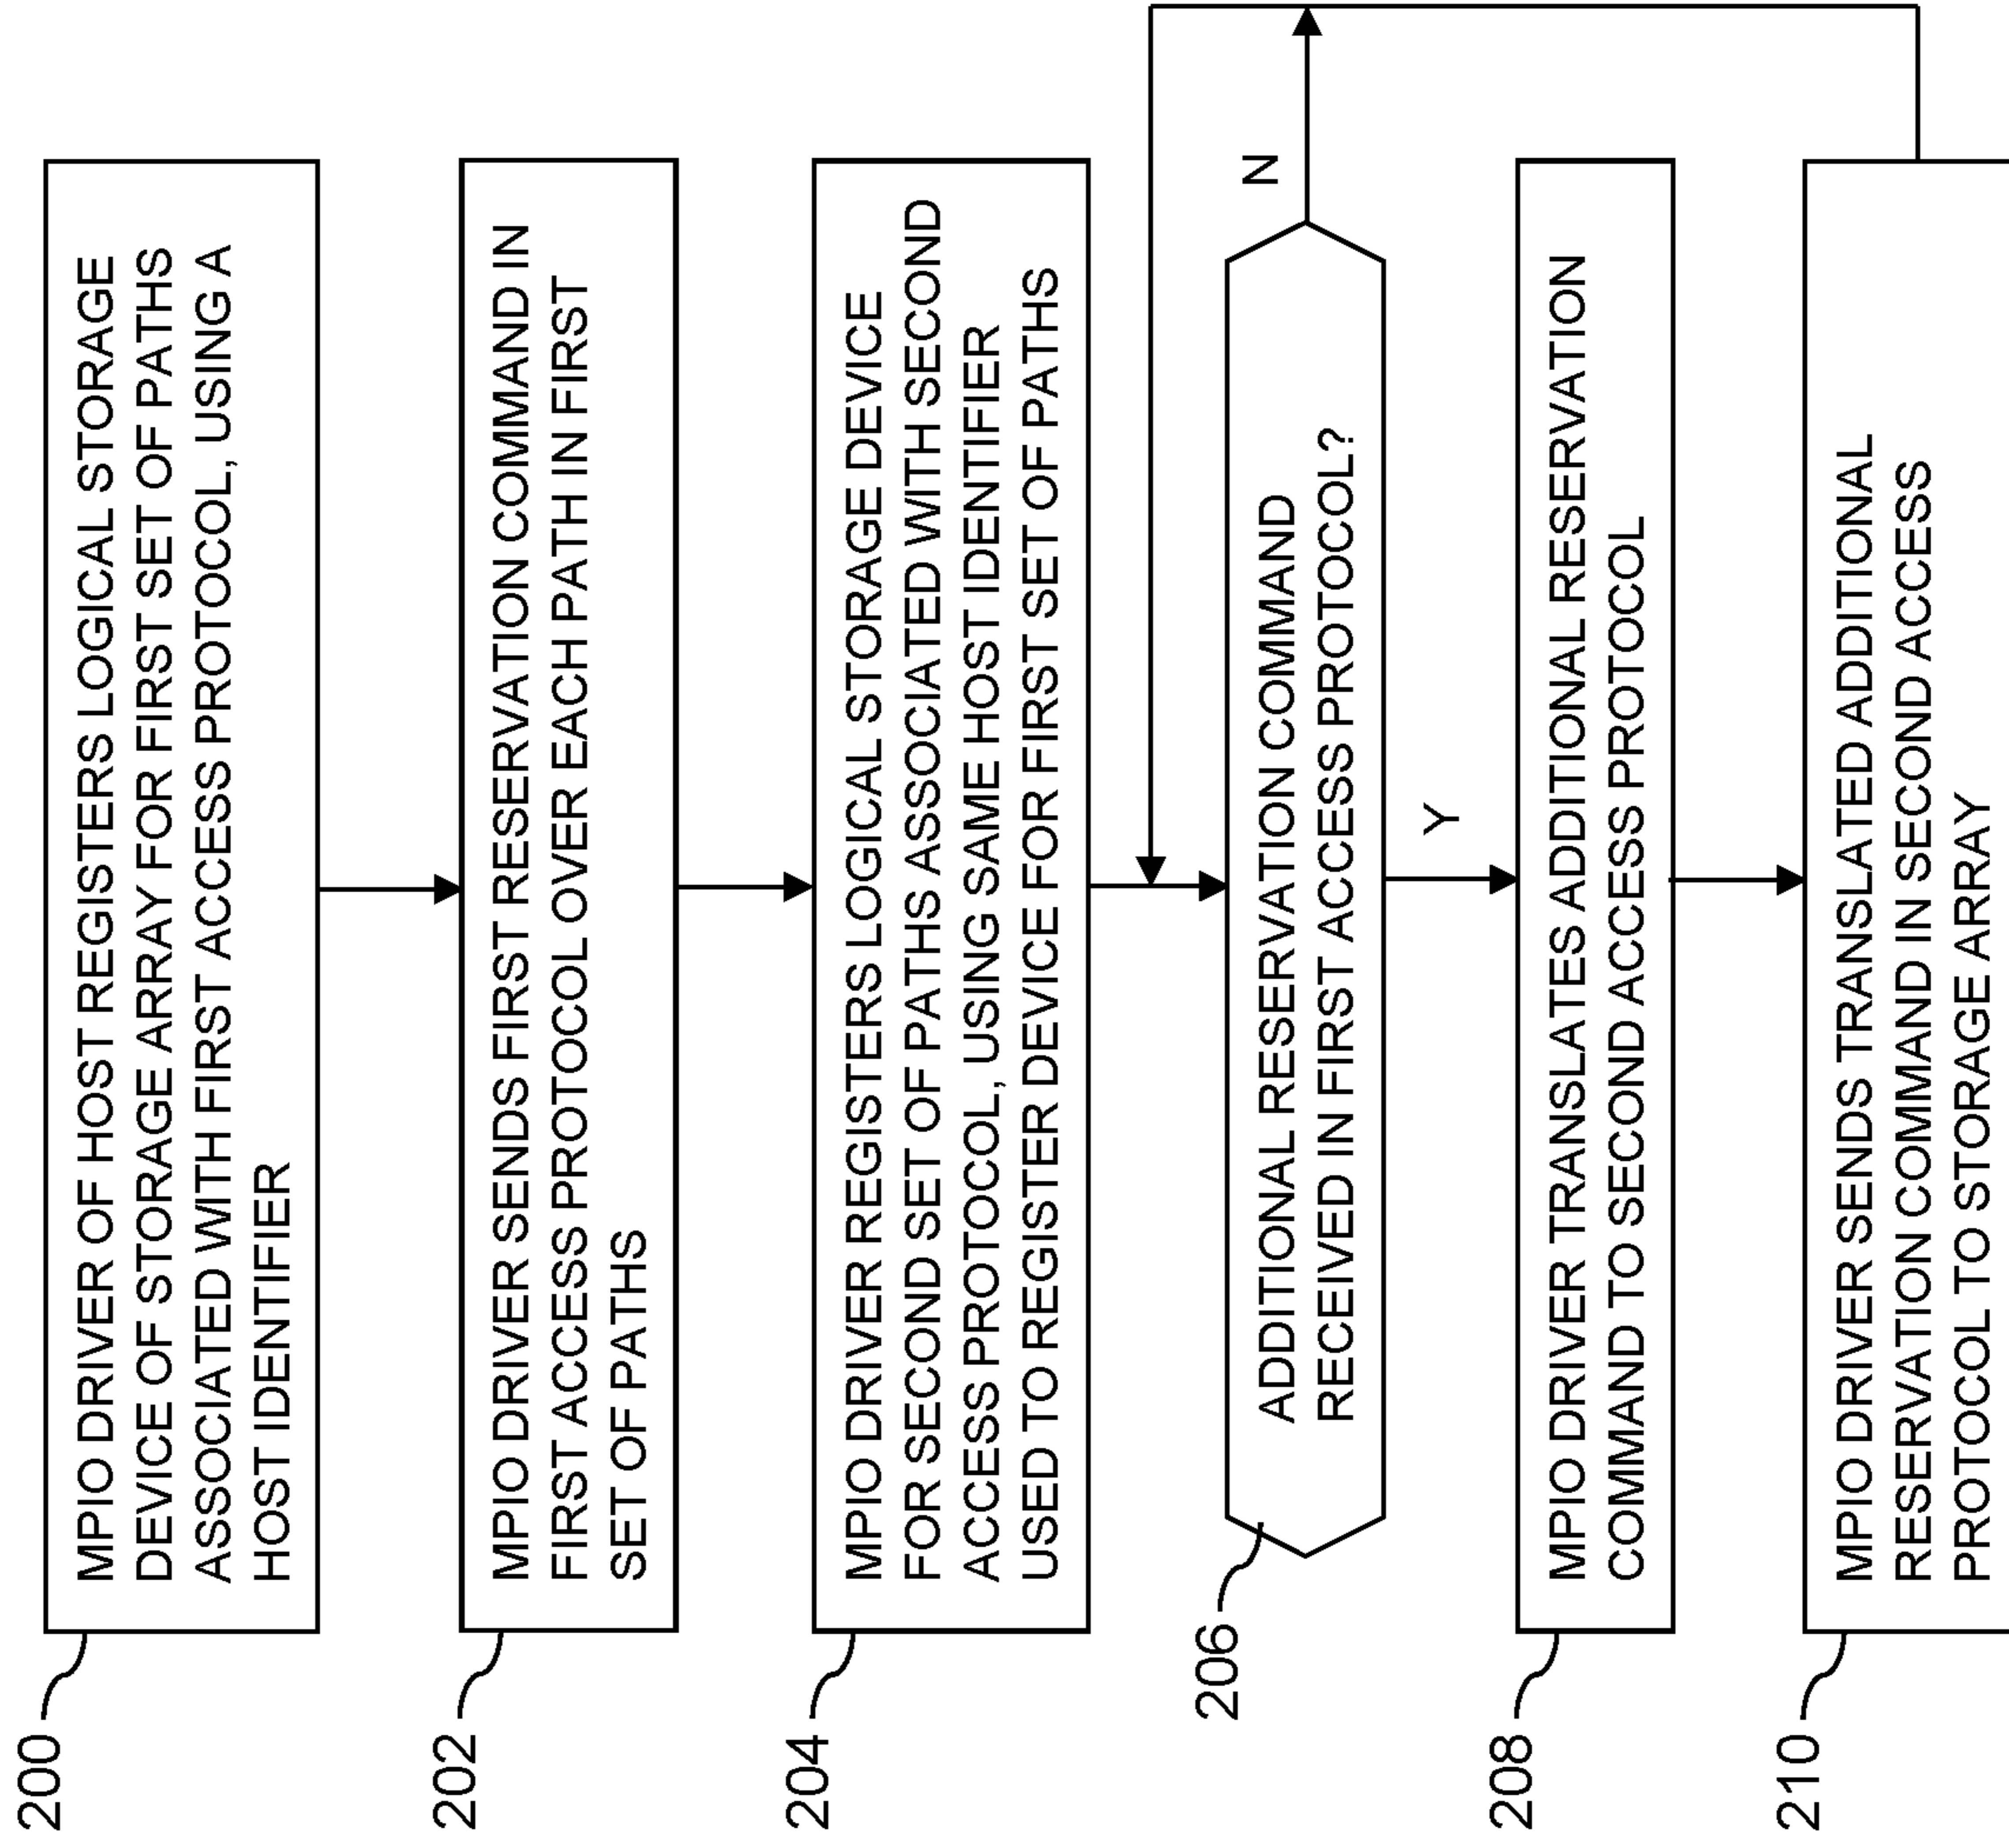 200
MPIO DRIVER OF HOST REGISTERS LOGICAL STORAGE
DEVICE OF STORAGE ARRAY FOR FIRST SET OF PATHS
ASSOCIATED WITH FIRST ACCESS PROTOCOL, USING A
HOST IDENTIFIER
202
MPIO DRIVER SENDS FIRST RESERVATION COMMAND IN
FIRST ACCESS PROTOCOL OVER EACH PATH IN FIRST
SET OF PATHS
204
MPIO DRIVER REGISTERS LOGICAL STORAGE DEVICE
FOR SECOND SET OF PATHS ASSOCIATED WITH SECOND
ACCESS PROTOCOL, USING SAME HOST IDENTIFIER
USED TO REGISTER DEVICE FOR FIRST SET OF PATHS
206
ADDITIONAL RESERVATION COMMAND
RECEIVED IN FIRST ACCESS PROTOCOL?
N
Y
208
MPIO DRIVER TRANSLATES ADDITIONAL RESERVATION
COMMAND TO SECOND ACCESS PROTOCOL
210
MPIO DRIVER SENDS TRANSLATED ADDITIONAL
RESERVATION COMMAND IN SECOND ACCESS
PROTOCOL TO STORAGE ARRAY